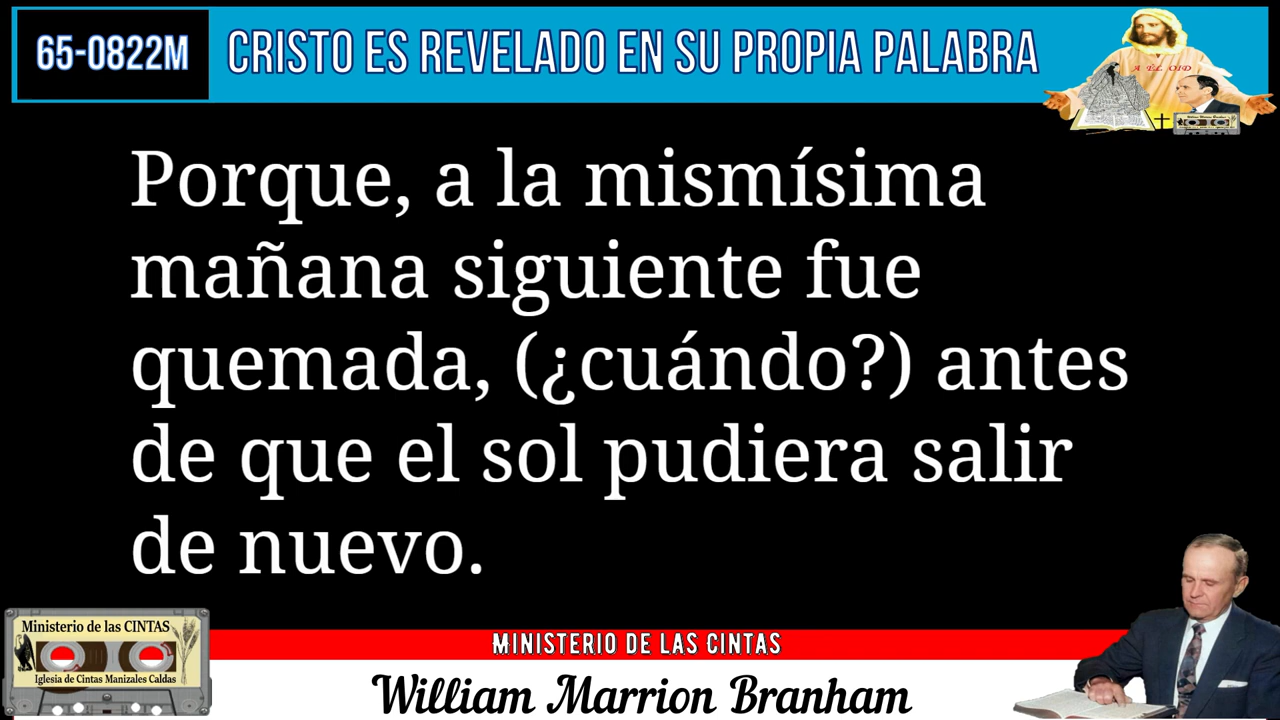 65-0822M
CRISTO ES REVELADO EN SU PROPIA PALABRA
A ÉL OID
Porque, a la mismísima
mañana siguiente fue
quemada, (¿cuándo?) antes
de que el sol pudiera salir
de nuevo.
Ministerio de las CINTAS
Iglesia de Cintas Manizales Caldas
MINISTERIO DE LAS CINTAS
William Marrion Branham